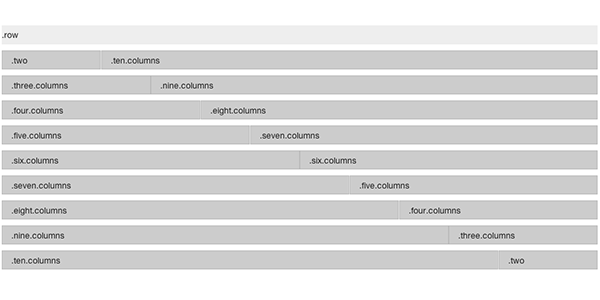 .row
.two .ten.columns
.three.columns .nine.columns
.four.columns .eight.columns
.five.columns .seven.columns
.six.columns .six.columns
.seven.columns .five.columns
.eight.columns .four.columns
.nine.columns .three.columns
.ten.columns .two